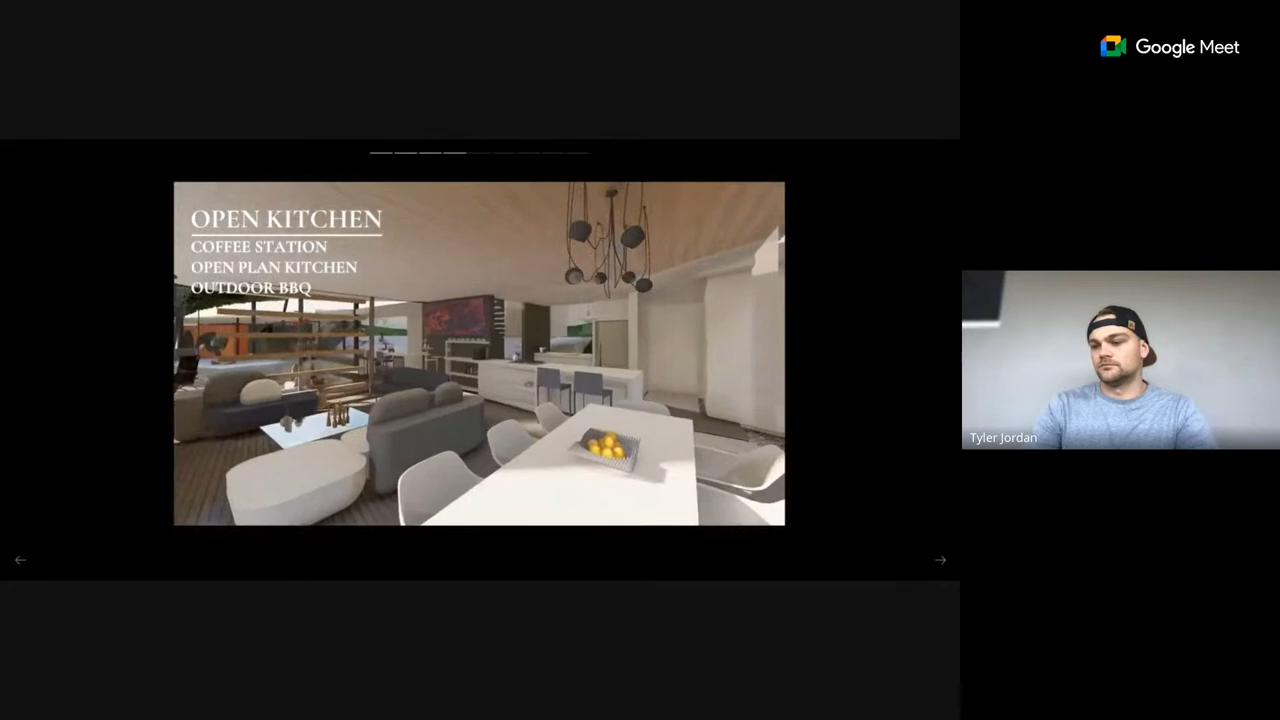 Google Meet
OPEN KITCHEN
COFFEE STATION
OPEN PLAN KITCHEN
OUTDOOR BBQ
Tyler Jordan